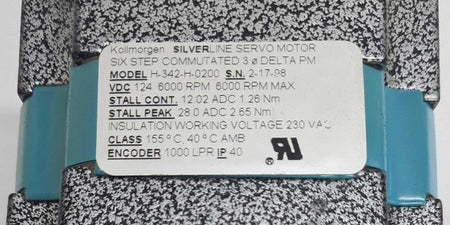 Kollmorgen SILVERLINE SERVO MOTOR
SIX STEP COMMUTATED 3 ø DELTA PM
MODEL H-342-H-0200 S.N. 2-17-98
VDC 124 6000 RPM 6000 RPM MAX
STALL CONT. 12.02 ADC 1.26 Nm
STALL PEAK 28.0 ADC 2.65 Nm
INSULATION WORKING VOLTAGE 230 VAC
CLASS 155 º C, 40 º C AMB
ENCODER 1000 LPR IP 40
RU
®